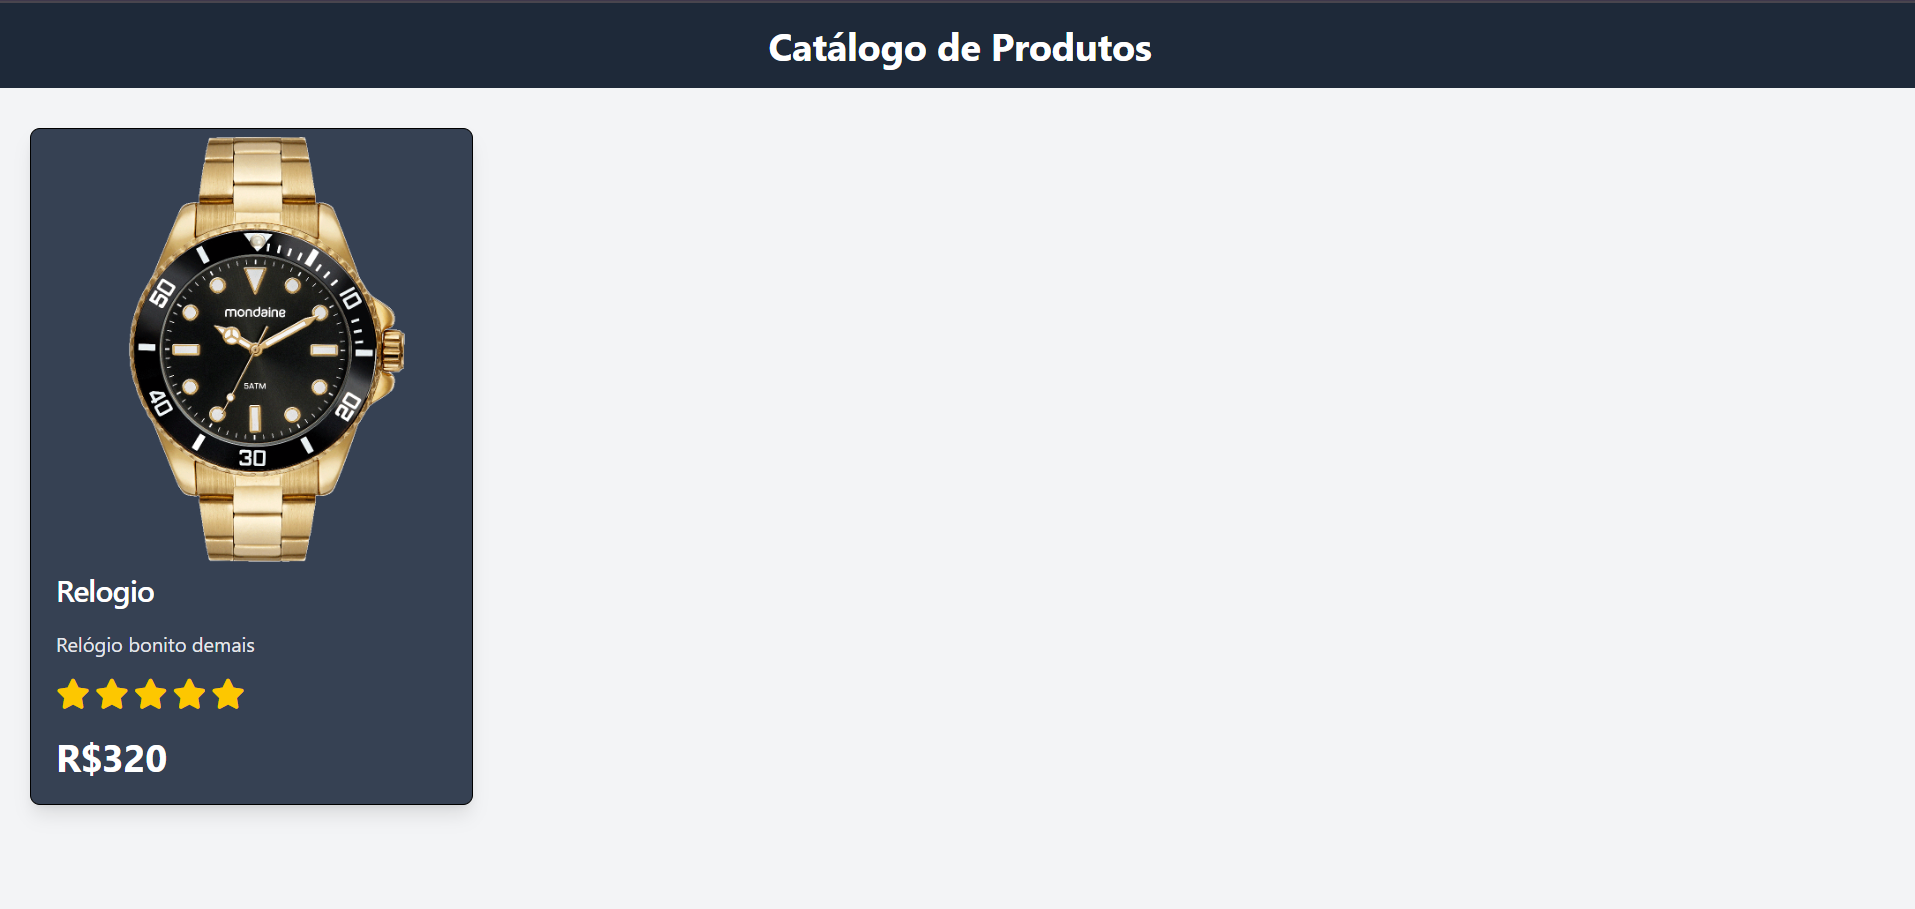 Catálogo de Produtos
50
10
mondaine
5ATM
40
20
30
Relogio
Relógio bonito demais
R$320